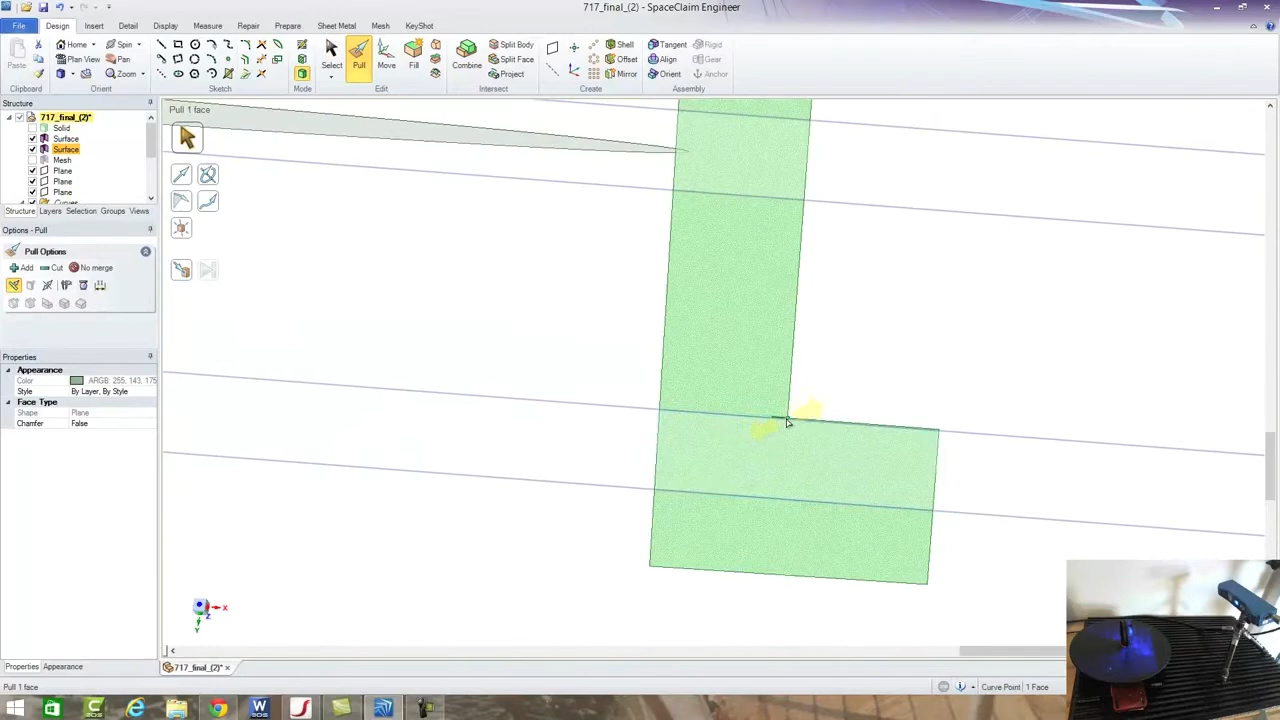 717_final_(2) - SpaceClaim Engineer
File Design Insert Detail Display Measure Repair Prepare Sheet Metal Mesh KeyShot
Home Spin Split Body Shell Tangent Rigid
Plan View Pan Split Face Offset Align Gear
Paste Zoom Select Pull Move Fill Combine Project Mirror Orient Anchor
Clipboard Orient Sketch Mode Edit Intersect Create Assembly
Structure
717_final_(2)*
Solid
Surface
Surface
Mesh
Plane
Plane
Plane
Curves
Structure Layers Selection Groups Views
Options - Pull
Pull Options
Add Cut No merge
Properties
Appearance
Color ARGB: 255, 143, 175
Style By Layer, By Style
Face Type
Shape Plane
Chamfer False
Pull 1 face
X
Z
Y
Properties Appearance
717_final_(2)*
Pull 1 face Curve Point 1 Face